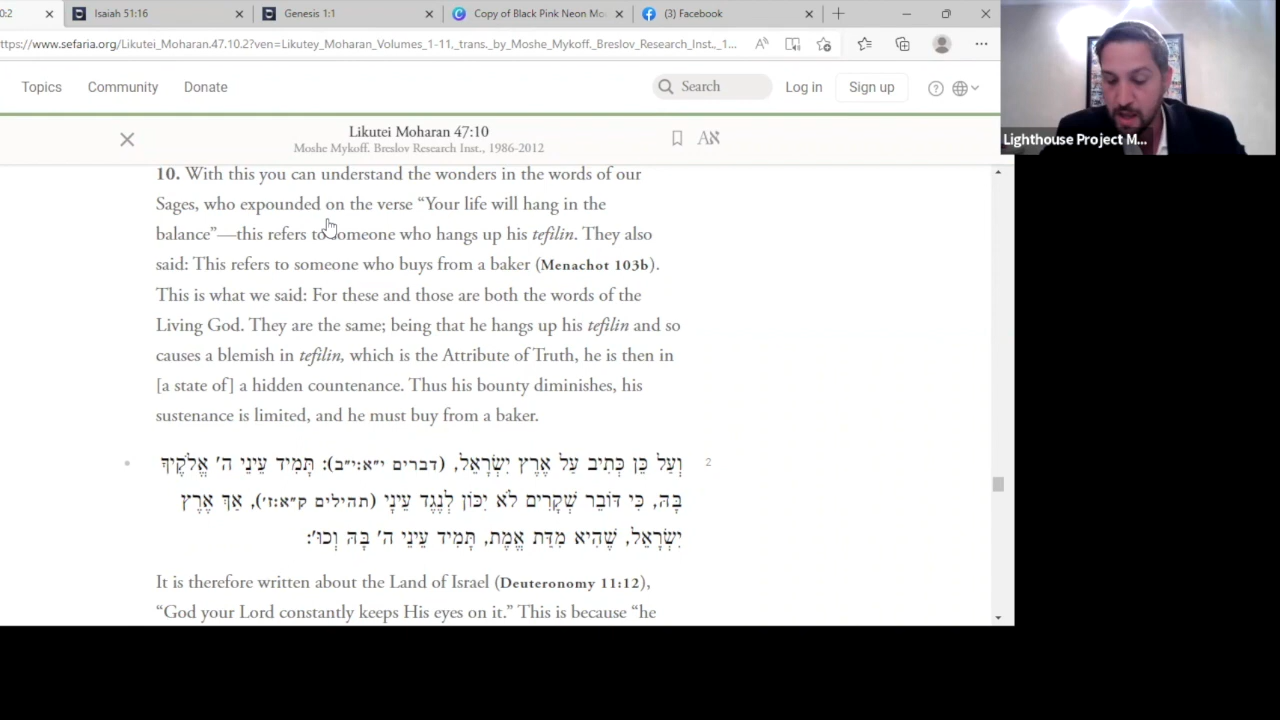 0:2
Isaiah 51:16
Genesis 1:1
Copy of Black Pink Neon Mo
(3) Facebook
ttps://www.sefaria.org/Likutei_Moharan.47.10.2?ven=Likutey_Moharan_Volumes_1-11,_trans._by_Moshe_Mykoff._Breslov_Research_Inst.,_1...
Topics
Community
Donate
Search
Log in
Sign up
Likutei Moharan 47:10
Moshe Mykoff. Breslov Research Inst., 1986-2012
Lighthouse Project M...
10. With this you can understand the wonders in the words of our
Sages, who expounded on the verse “Your life will hang in the
balance”—this refers to someone who hangs up his tefilin. They also
said: This refers to someone who buys from a baker (Menachot 103b).
This is what we said: For these and those are both the words of the
Living God. They are the same; being that he hangs up his tefilin and so
causes a blemish in tefilin, which is the Attribute of Truth, he is then in
[a state of] a hidden countenance. Thus his bounty diminishes, his
sustenance is limited, and he must buy from a baker.
2
וְעַל כֵּן כְּתִיב עַל אֶרֶץ יִשְׂרָאֵל, (דברים י״א:י״ב): תָּמִיד עֵינֵי ה' אֱלֹקֶיךָ
בָּהּ, כִּי דּוֹבֵר שְׁקָרִים לֹא יִכּוֹן לְנֶגֶד עֵינָי (תהילים ק״א:ז׳), אַךְ אֶרֶץ
יִשְׂרָאֵל, שֶׁהִיא מִדַּת אֱמֶת, תָּמִיד עֵינֵי ה' בָּהּ וְכוּ':
It is therefore written about the Land of Israel (Deuteronomy 11:12),
“God your Lord constantly keeps His eyes on it.” This is because “he